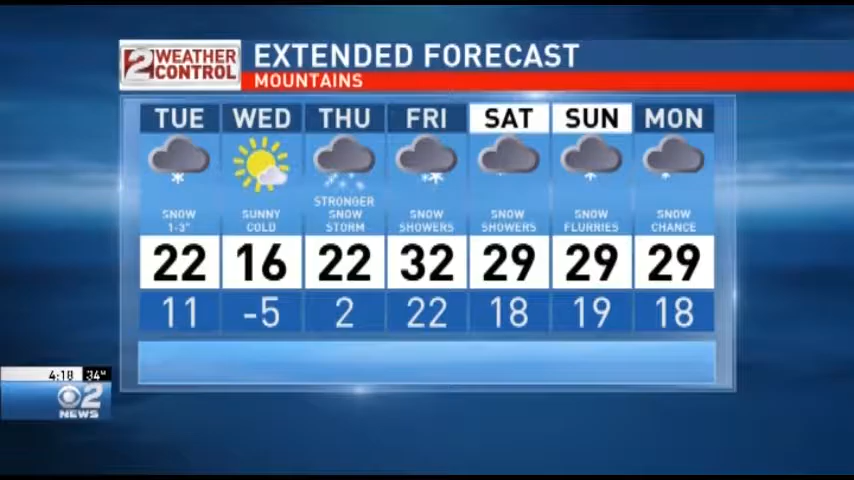 2 WEATHER CONTROL
EXTENDED FORECAST
MOUNTAINS
TUE WED THU FRI SAT SUN MON
SNOW 1-3"
SUNNY COLD
STRONGER SNOW STORM
SNOW SHOWERS
SNOW SHOWERS
SNOW FLURRIES
SNOW CHANCE
22 16 22 32 29 29 29
11 -5 2 22 18 19 18
4:18 34°
2
NEWS